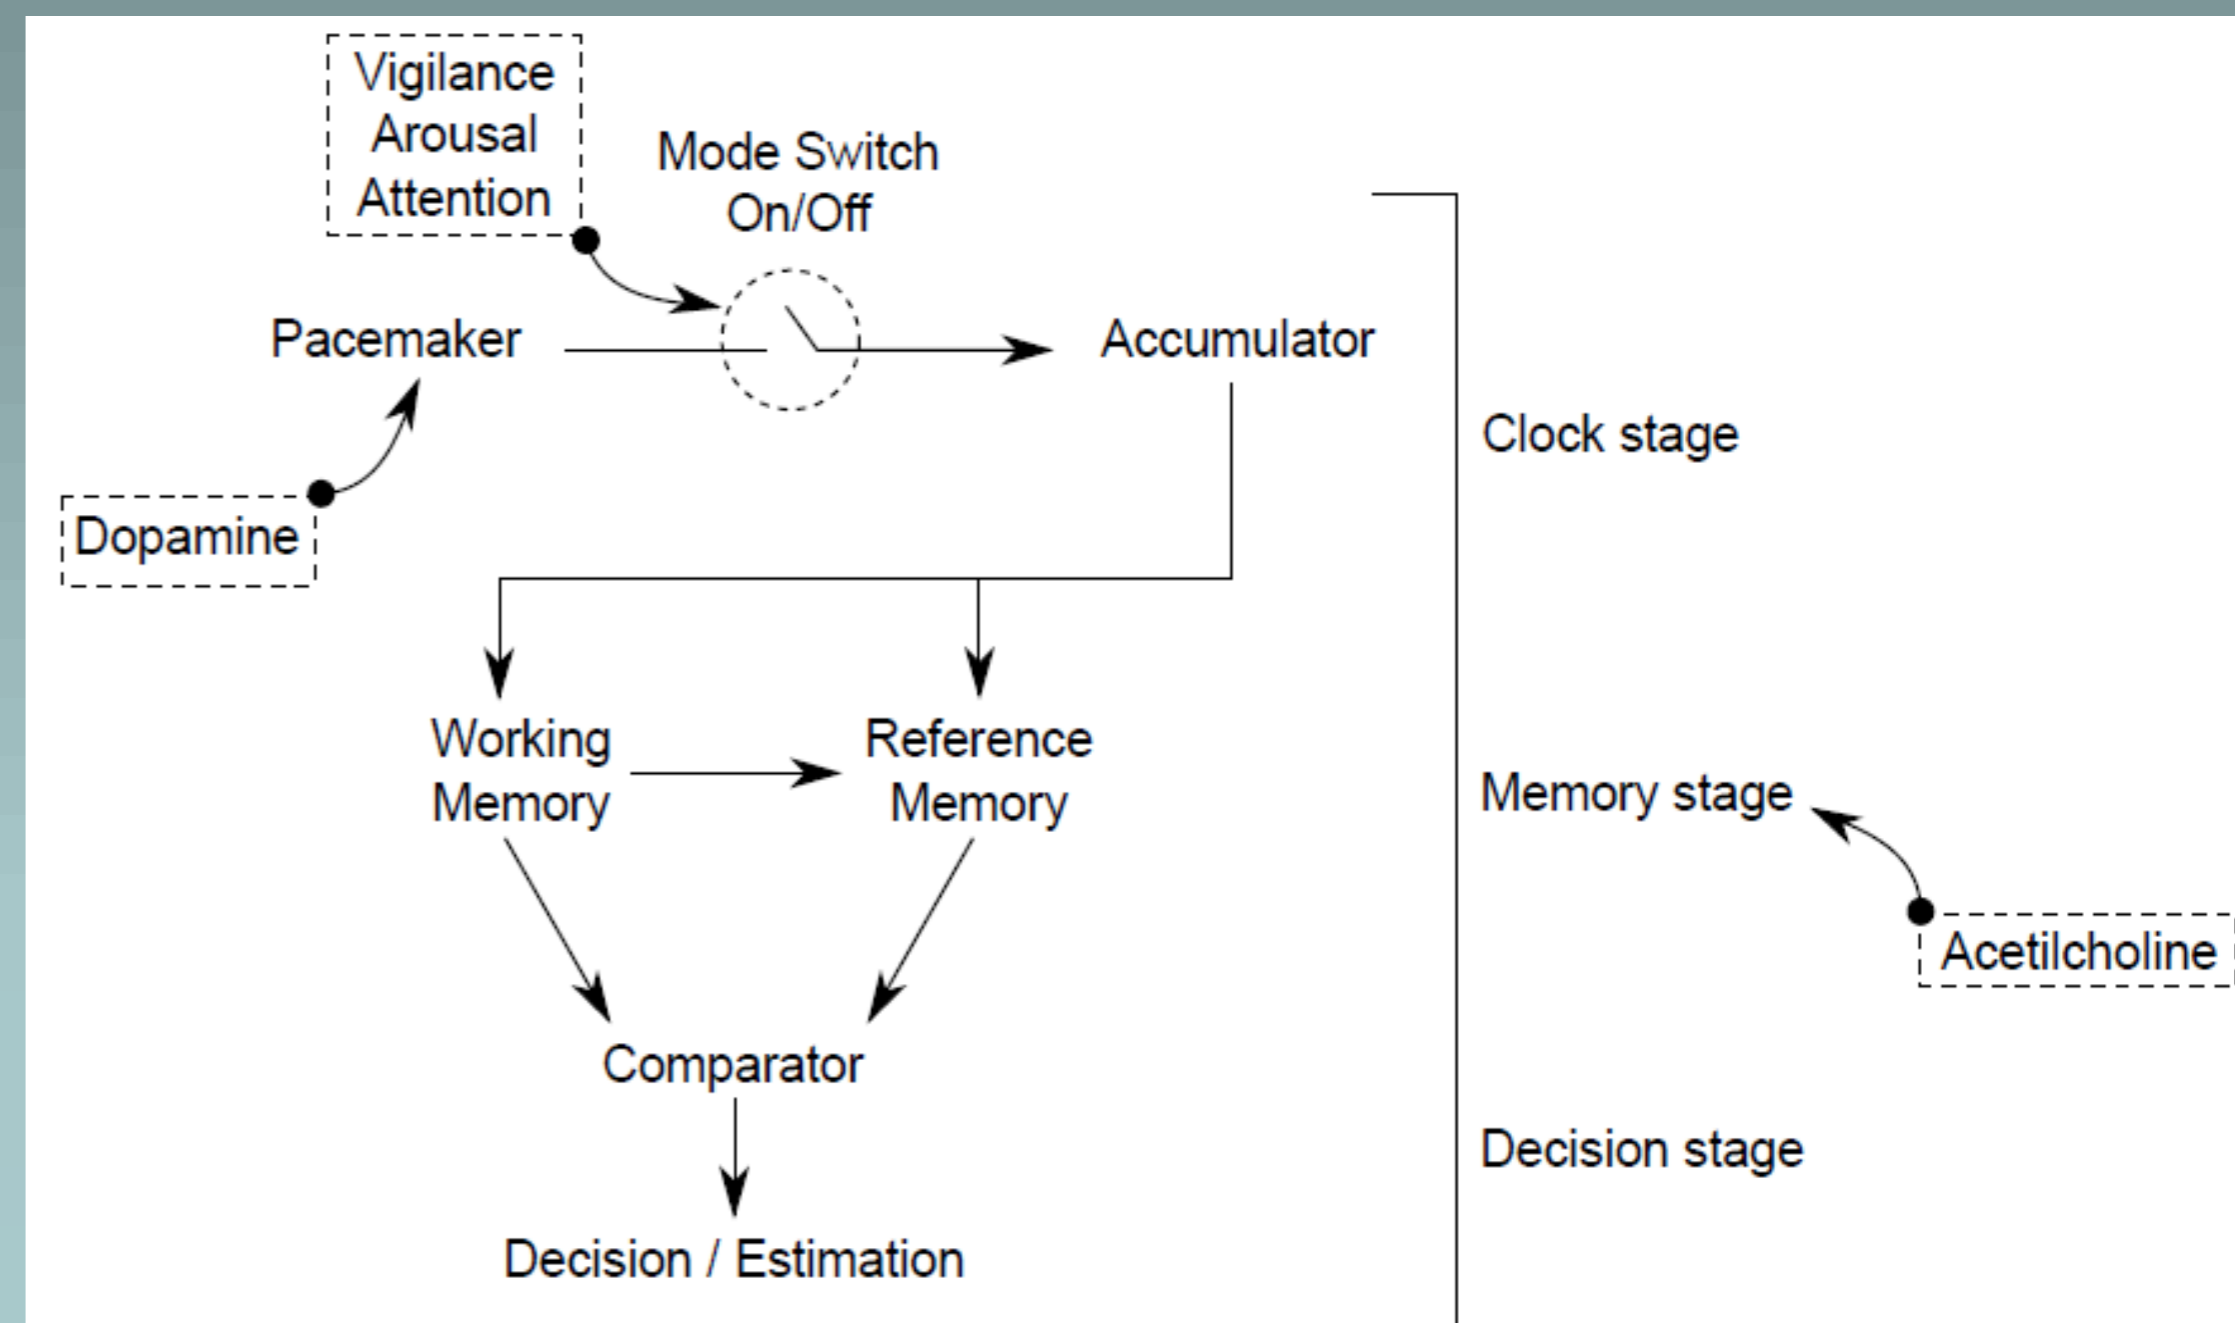 Vigilance
Arousal
Attention
Mode Switch
On/Off
Pacemaker
Accumulator
Clock stage
Dopamine
Working
Memory
Reference
Memory
Memory stage
Acetilcholine
Comparator
Decision stage
Decision / Estimation